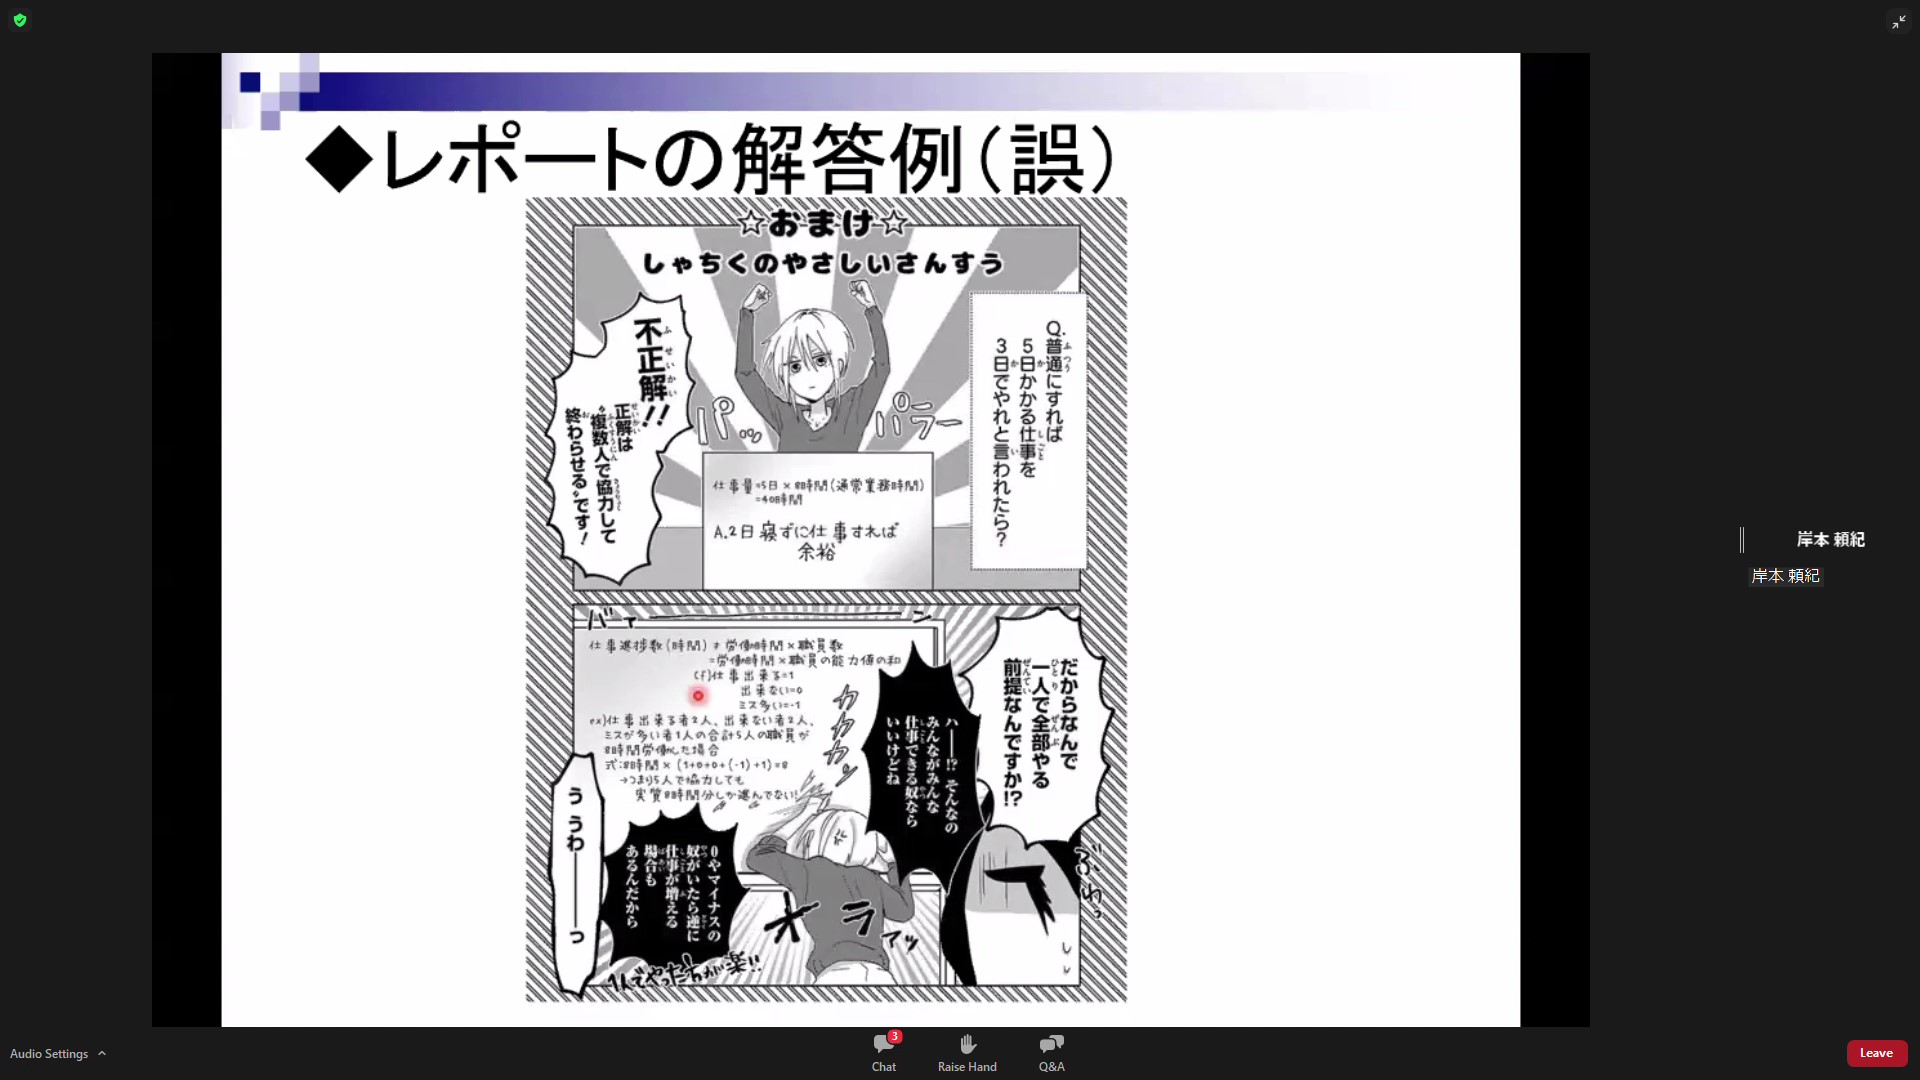 ◆レポートの解答例(誤)
☆おまけ☆
しゃちくのやさしいさんすう
Q.普通にすれば
5日かかる仕事を
3日でやれと言われたら?
パラー
パッ
仕事量=5日×8時間(通常業務時間)
=40時間
A.2日寝ずに仕事すれば
余裕
不正解!!
正解は
“複数人で協力して
終わらせる”です!
だからなんで
一人で全部やる
前提なんですか!?
ぶわっ
バァーン
仕事進捗数(時間)≠労働時間×職員数
=労働時間×職員の能力値の和
(f)仕事出来る=1
出来ない=0
ミス多い=-1
ex)仕事出来る者2人、出来ない者2人、
ミスが多い者1人の合計5人の職員が
8時間労働した場合
式:8時間×(1+0+0+(-1)+1)=8
→つまり5人で協力しても
実質8時間分しか進んでない!
カカカカッ
ハ――!? そんなの
みんながみんな
仕事できる奴なら
いいけどね
0やマイナスの
奴がいたら逆に
仕事が増える
場合も
あるんだから
オラァッ
1人でやった方が楽!!
う うわ―――っ
岸本 頼紀
岸本 頼紀
Audio Settings
3
Chat
Raise Hand
Q&A
Leave